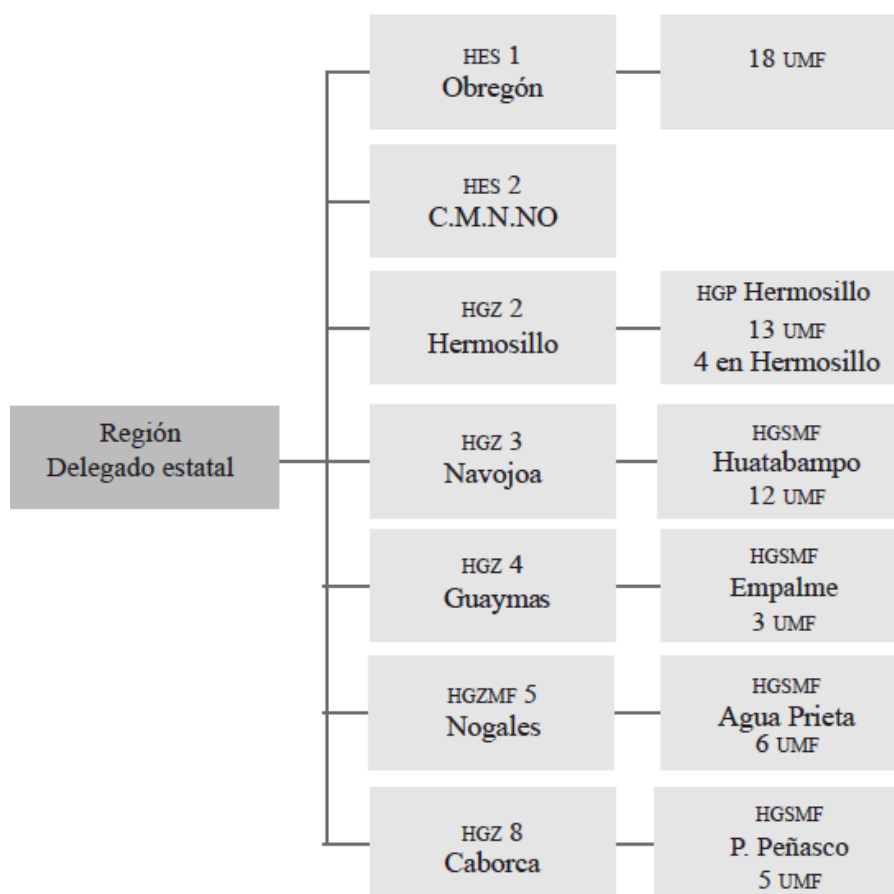 HES 1
Obregón
18 UMF
HES 2
C.M.N.NO
HGZ 2
Hermosillo
HGP Hermosillo
13 UMF
4 en Hermosillo
Región
Delegado estatal
HGZ 3
Navojoa
HGSMF
Huatabampo
12 UMF
HGZ 4
Guaymas
HGSMF
Empalme
3 UMF
HGZMF 5
Nogales
HGSMF
Agua Prieta
6 UMF
HGZ 8
Caborca
HGSMF
P. Peñasco
5 UMF